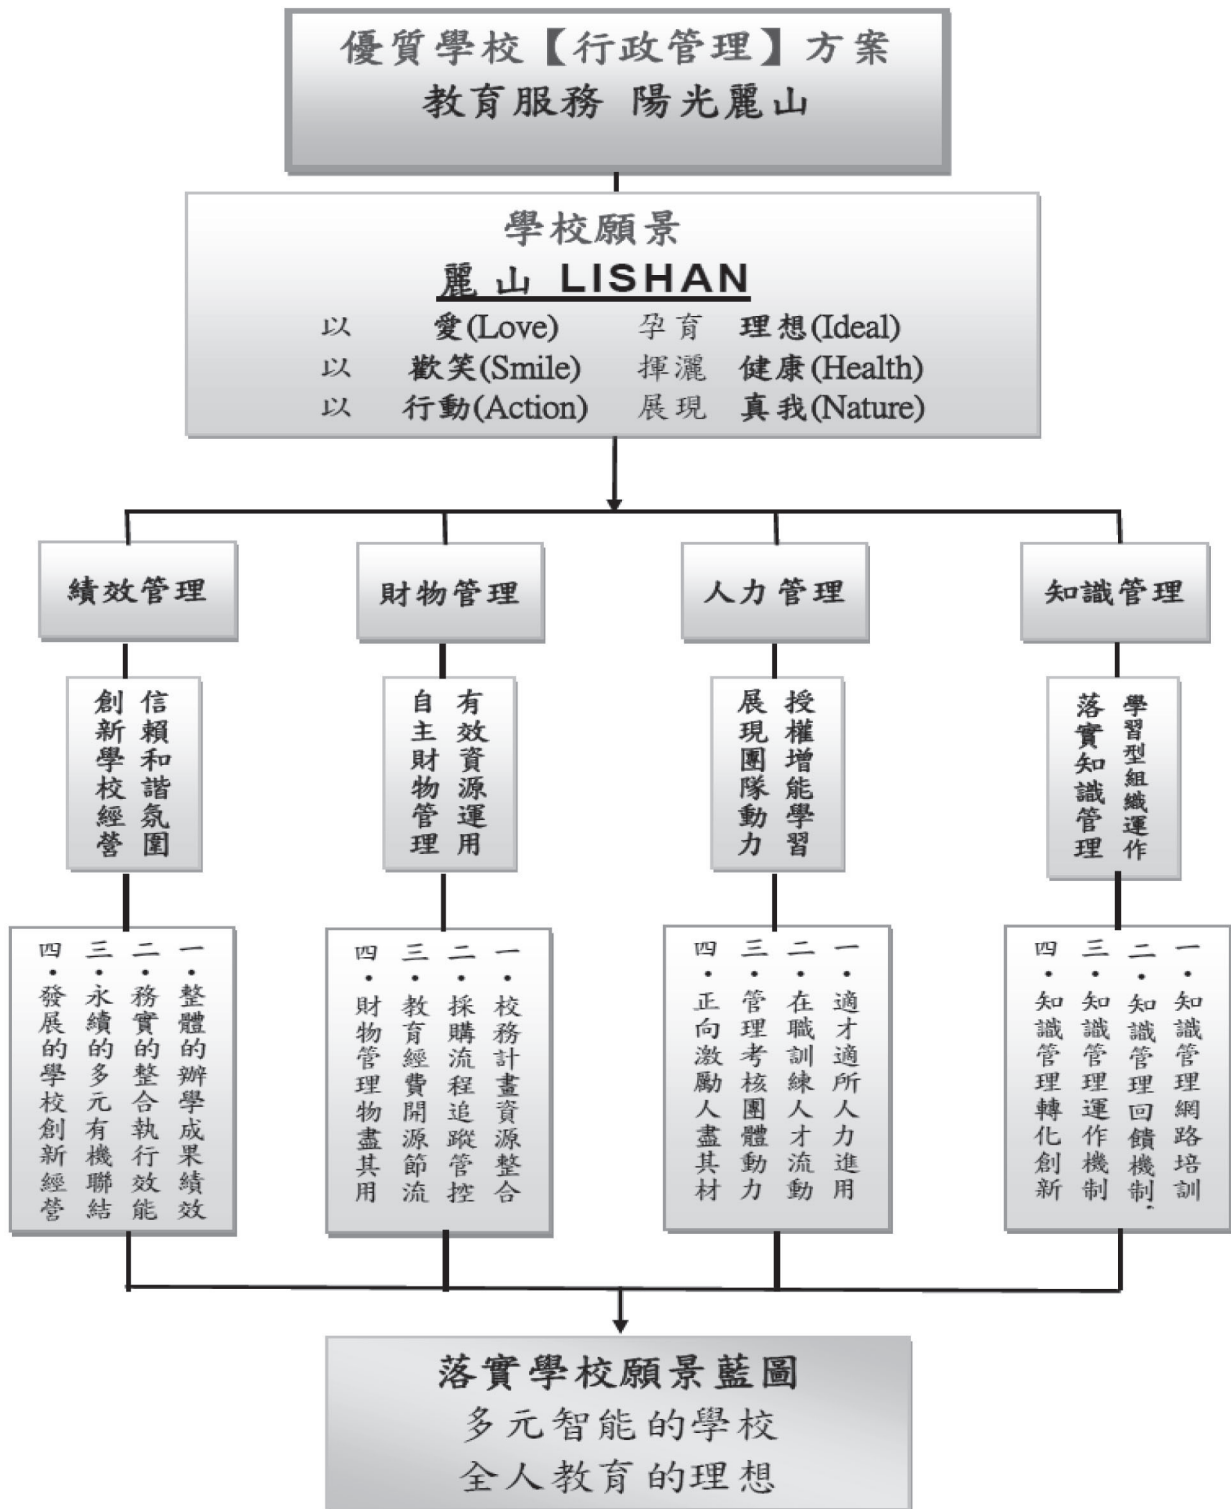 優質學校【行政管理】方案
教育服務 陽光麗山
學校願景
麗山 LISHAN
以 愛(Love) 孕育 理想(Ideal)
以 歡笑(Smile) 揮灑 健康(Health)
以 行動(Action) 展現 真我(Nature)
績效管理
財物管理
人力管理
知識管理
信賴和諧氛圍
創新學校經營
有效資源運用
自主財物管理
授權增能學習
展現團隊動力
學習型組織運作
落實知識管理
一·整體的辦學成果績效
二·務實的整合執行效能
三·永續的多元有機聯結
四·發展的學校創新經營
一·校務計畫資源整合
二·採購流程追蹤管控
三·教育經費開源節流
四·財物管理物盡其用
一·適才適所人力進用
二·在職訓練人才流動
三·管理考核團體動力
四·正向激勵人盡其材
一·知識管理網路培訓
二·知識管理回饋機制.
三·知識管理運作機制
四·知識管理轉化創新
落實學校願景藍圖
多元智能的學校
全人教育的理想